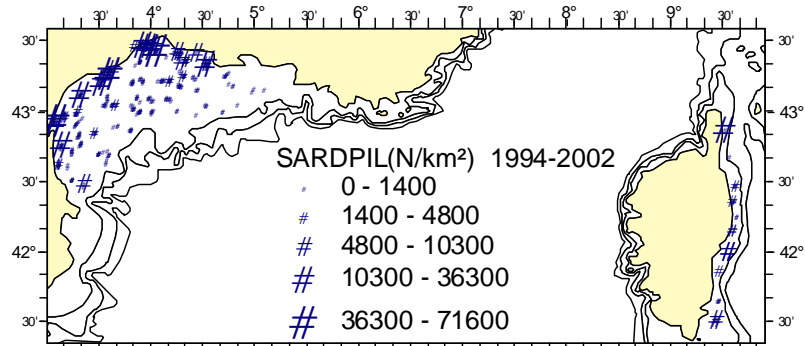 30' 4° 30' 5° 30' 6° 30' 7° 30' 8° 30' 9° 30'
30' 30'
43° 43°
SARDPIL(N/km²) 1994-2002
30' # 0 - 1400 30'
# 1400 - 4800
42° # 4800 - 10300 42°
# 10300 - 36300
30' # 36300 - 71600 30'